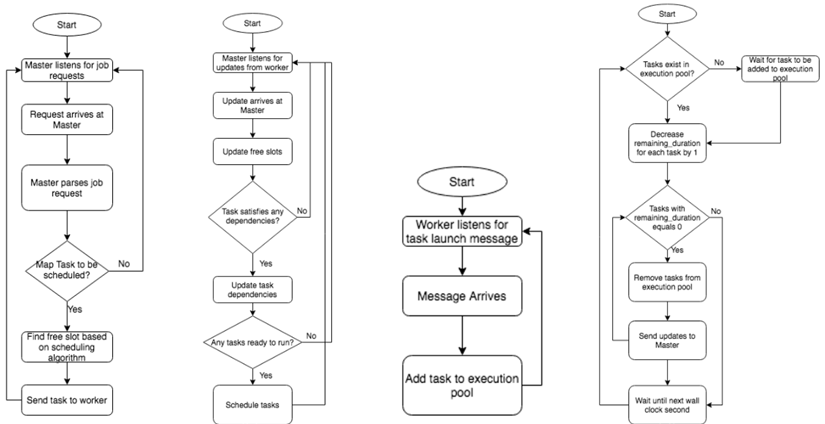 Start
Master listens for job
requests
Request arrives at
Master
Master parses job
request
Map Task to be
scheduled?
No
Yes
Find free slot based
on scheduling
algorithm
Send task to worker
Start
Master listens for
updates from worker
Update arrives at
Master
Update free slots
Task satisfies any
dependencies?
No
Yes
Update task
dependencies
Any tasks ready to run?
No
Yes
Schedule tasks
Start
Worker listens for
task launch message
Message Arrives
Add task to execution
pool
Start
Tasks exist in
execution pool?
No
Wait for task to be
added to execution
pool
Yes
Decrease
remaining_duration
for each task by 1
Tasks with
remaining_duration
equals 0
No
Yes
Remove tasks from
execution pool
Send updates to
Master
Wait until next wall
clock second